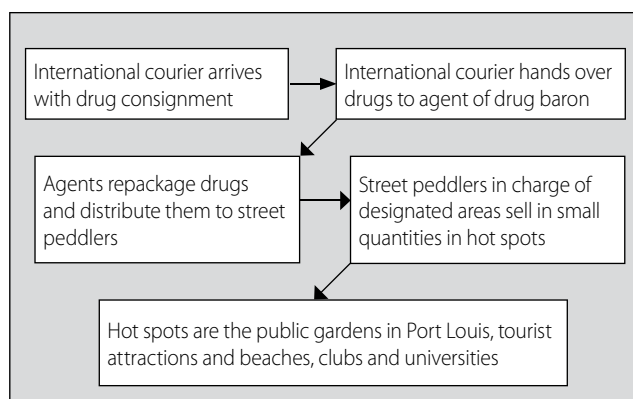 International courier arrives
with drug consignment
International courier hands over
drugs to agent of drug baron
Agents repackage drugs
and distribute them to street
peddlers
Street peddlers in charge of
designated areas sell in small
quantities in hot spots
Hot spots are the public gardens in Port Louis, tourist
attractions and beaches, clubs and universities